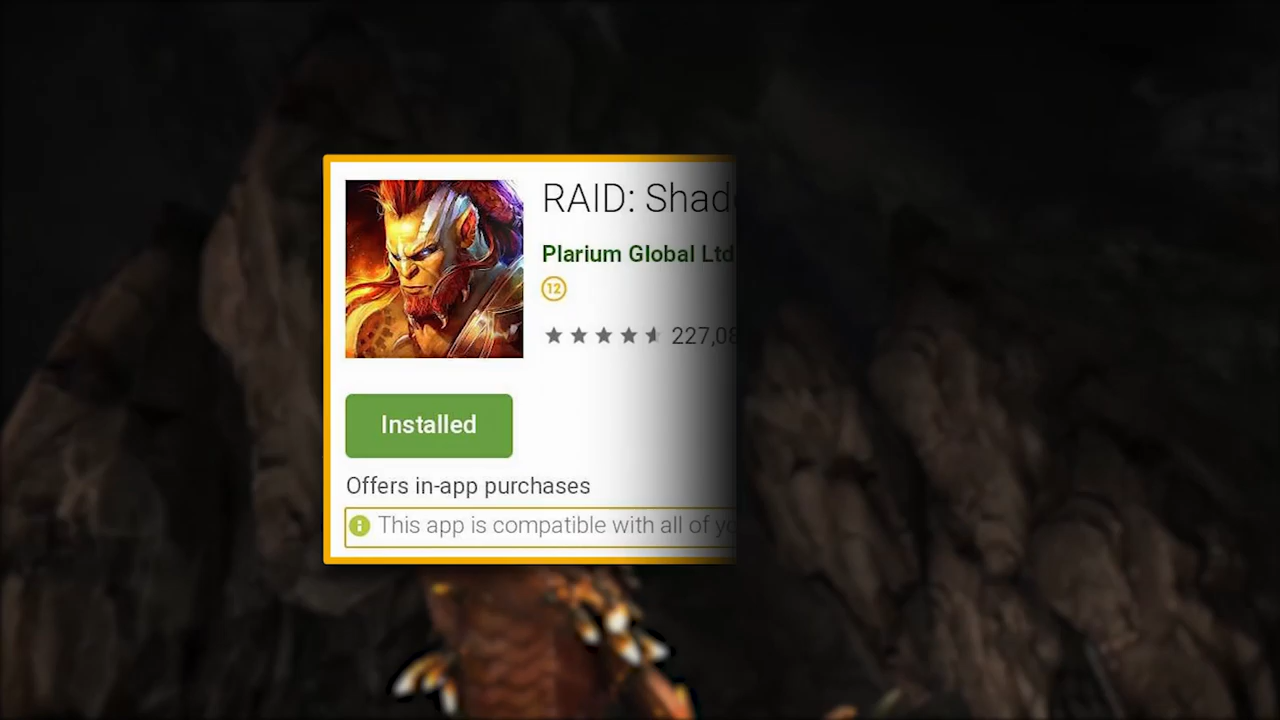 RAID: Shad
Plarium Global Ltd
12
227,08
Installed
Offers in-app purchases
This app is compatible with all of yo